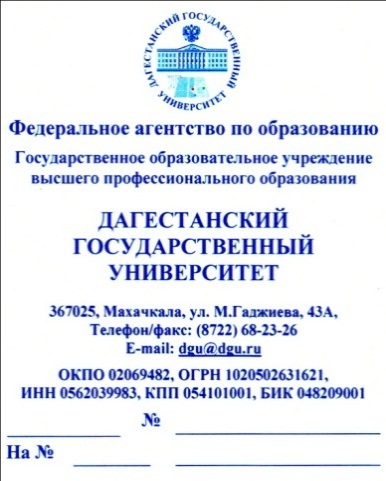 ДАГЕСТАНСКИЙ ГОСУДАРСТВЕННЫЙ
УНИВЕРСИТЕТ
Федеральное агентство по образованию
Государственное образовательное учреждение
высшего профессионального образования
ДАГЕСТАНСКИЙ
ГОСУДАРСТВЕННЫЙ
УНИВЕРСИТЕТ
367025, Махачкала, ул. М.Гаджиева, 43А,
Телефон/факс: (8722) 68-23-26
E-mail: dgu@dgu.ru
ОКПО 02069482, ОГРН 1020502631621,
ИНН 0562039983, КПП 054101001, БИК 048209001
№
На №